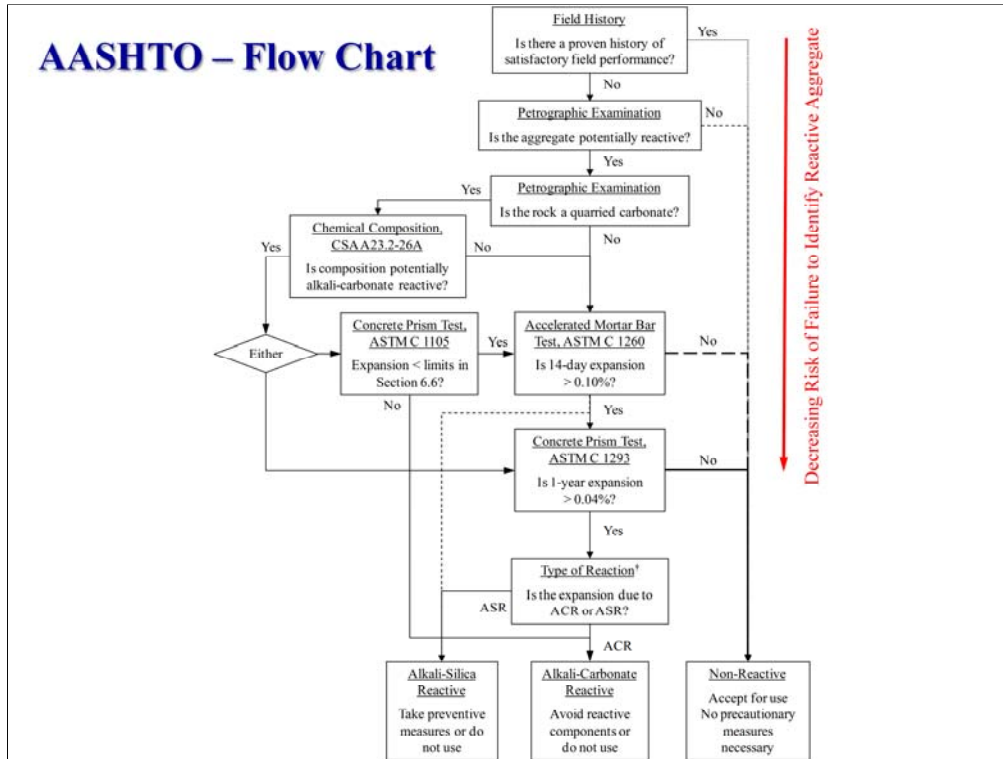 AASHTO – Flow Chart
Field History
Is there a proven history of
satisfactory field performance?
Yes
No
Petrographic Examination
Is the aggregate potentially reactive?
No
Yes
Petrographic Examination
Is the rock a quarried carbonate?
Yes
No
Chemical Composition,
CSA A23.2-26A
Is composition potentially
alkali-carbonate reactive?
Yes
No
Either
Concrete Prism Test,
ASTM C 1105
Expansion < limits in
Section 6.6?
Yes
No
Accelerated Mortar Bar
Test, ASTM C 1260
Is 14-day expansion
> 0.10%?
No
Yes
Concrete Prism Test,
ASTM C 1293
Is 1-year expansion
> 0.04%?
No
Yes
Type of Reaction†
Is the expansion due to
ACR or ASR?
ASR
ACR
Alkali-Silica
Reactive
Take preventive
measures or do
not use
Alkali-Carbonate
Reactive
Avoid reactive
components or
do not use
Non-Reactive
Accept for use
No precautionary
measures
necessary
Decreasing Risk of Failure to Identify Reactive Aggregate